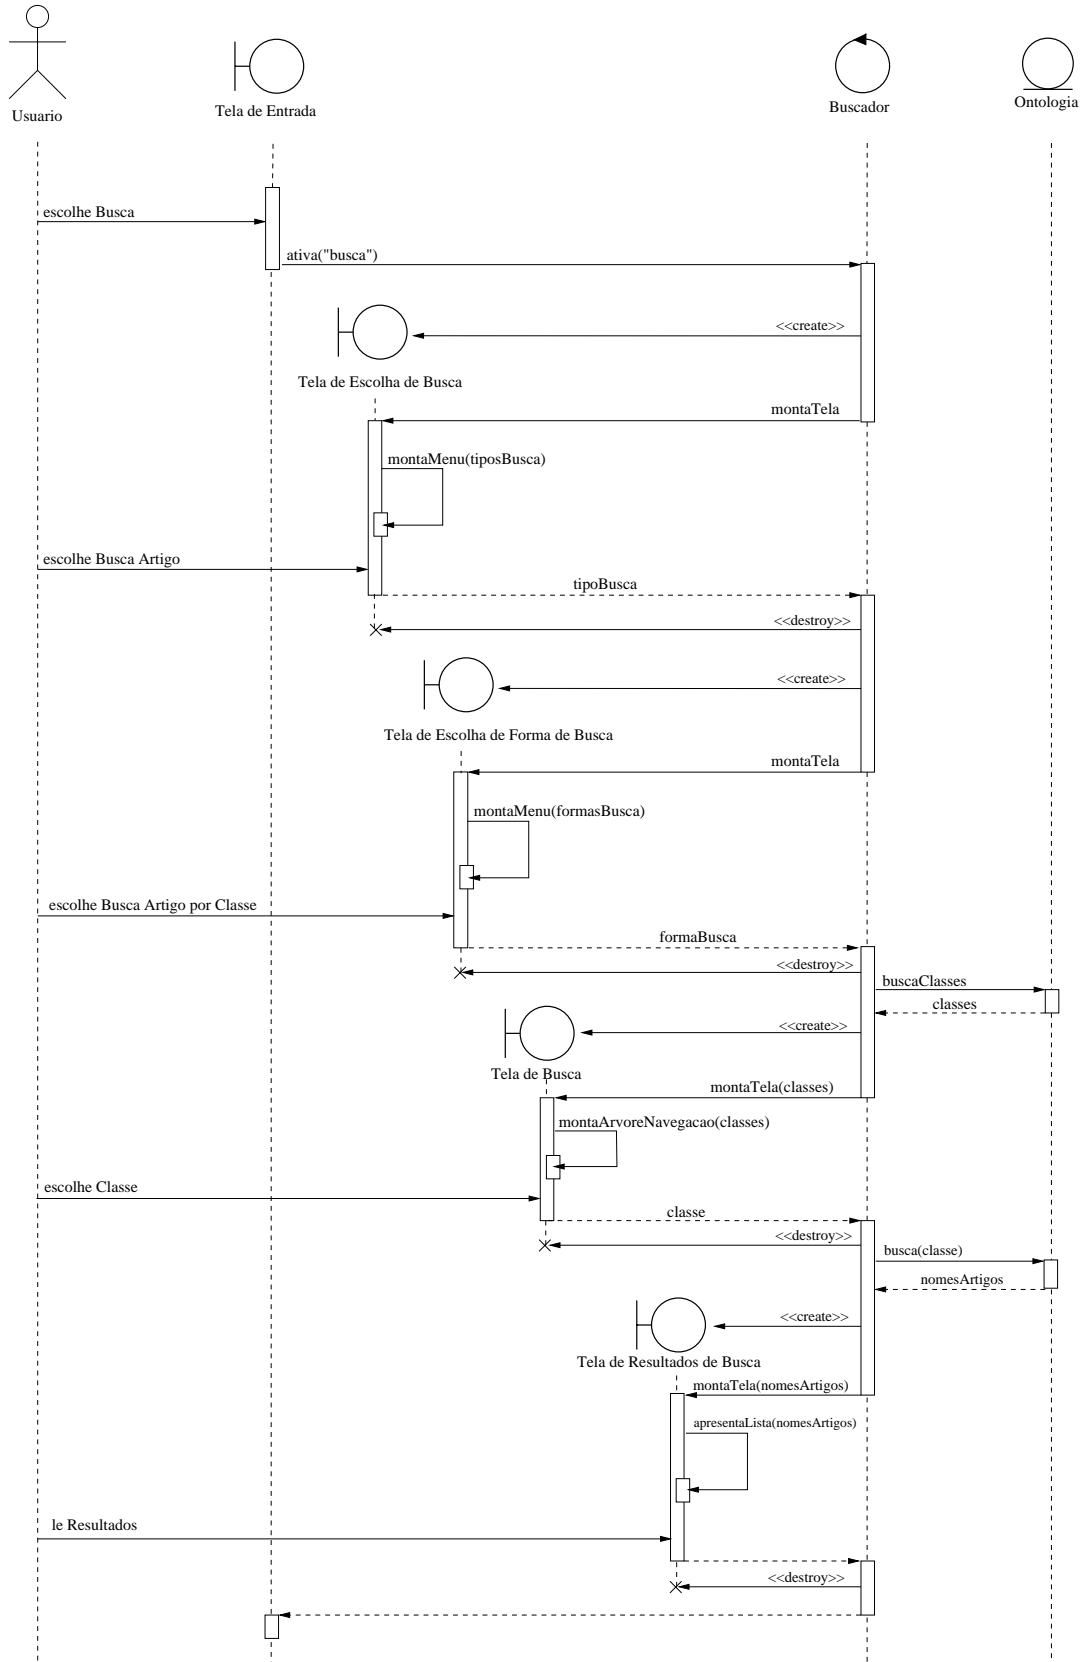 Usuario
Tela de Entrada
Buscador
Ontologia
escolhe Busca
ativa("busca")
<<create>>
Tela de Escolha de Busca
montaTela
montaMenu(tiposBusca)
escolhe Busca Artigo
tipoBusca
<<destroy>>
<<create>>
Tela de Escolha de Forma de Busca
montaTela
montaMenu(formasBusca)
escolhe Busca Artigo por Classe
formaBusca
<<destroy>>
buscaClasses
classes
<<create>>
Tela de Busca
montaTela(classes)
montaArvoreNavegacao(classes)
escolhe Classe
classe
<<destroy>>
busca(classe)
nomesArtigos
<<create>>
Tela de Resultados de Busca
montaTela(nomesArtigos)
apresentaLista(nomesArtigos)
le Resultados
<<destroy>>